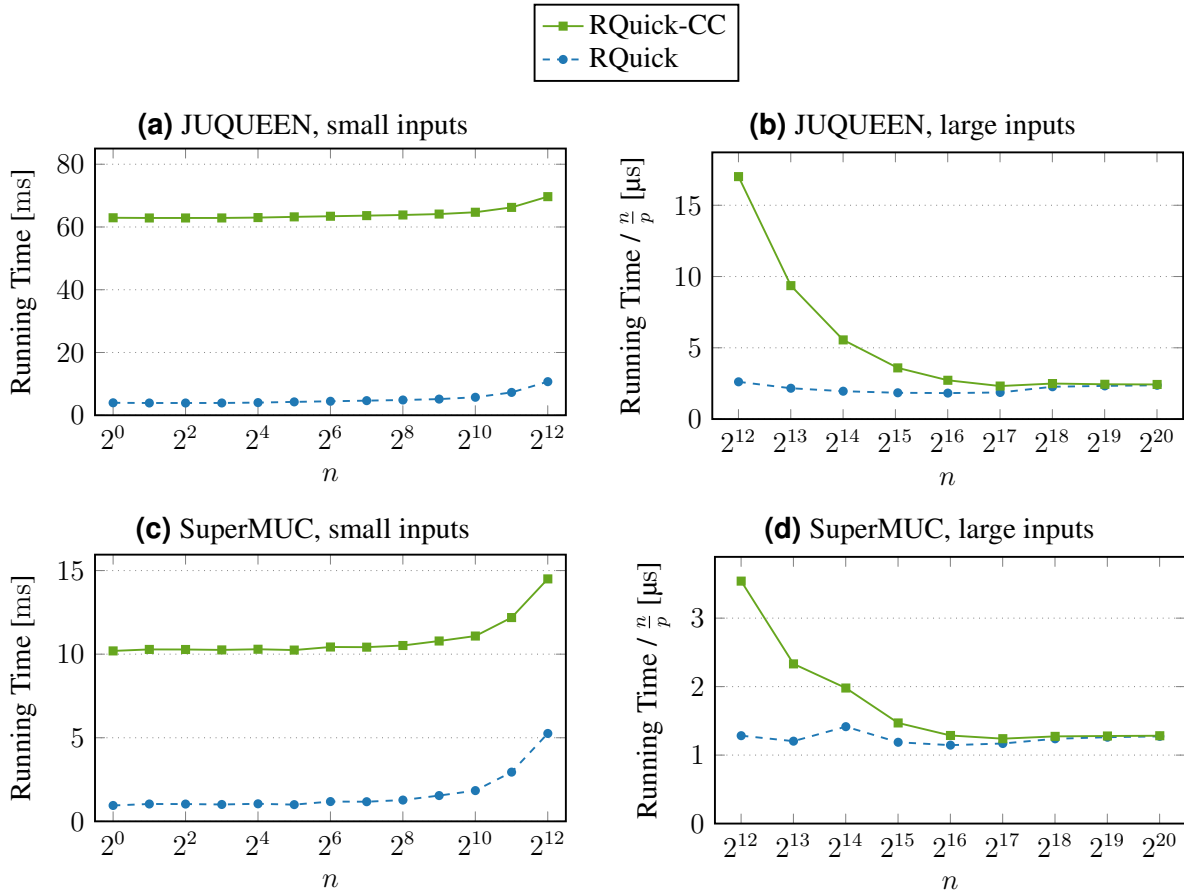 RQuick-CC
RQuick
(a) JUQUEEN, small inputs
Running Time [ms]
80
60
40
20
0
2^0 2^2 2^4 2^6 2^8 2^10 2^12
n
(b) JUQUEEN, large inputs
Running Time / n/p [µs]
15
10
5
0
2^12 2^13 2^14 2^15 2^16 2^17 2^18 2^19 2^20
n
(c) SuperMUC, small inputs
Running Time [ms]
15
10
5
0
2^0 2^2 2^4 2^6 2^8 2^10 2^12
n
(d) SuperMUC, large inputs
Running Time / n/p [µs]
3
2
1
0
2^12 2^13 2^14 2^15 2^16 2^17 2^18 2^19 2^20
n